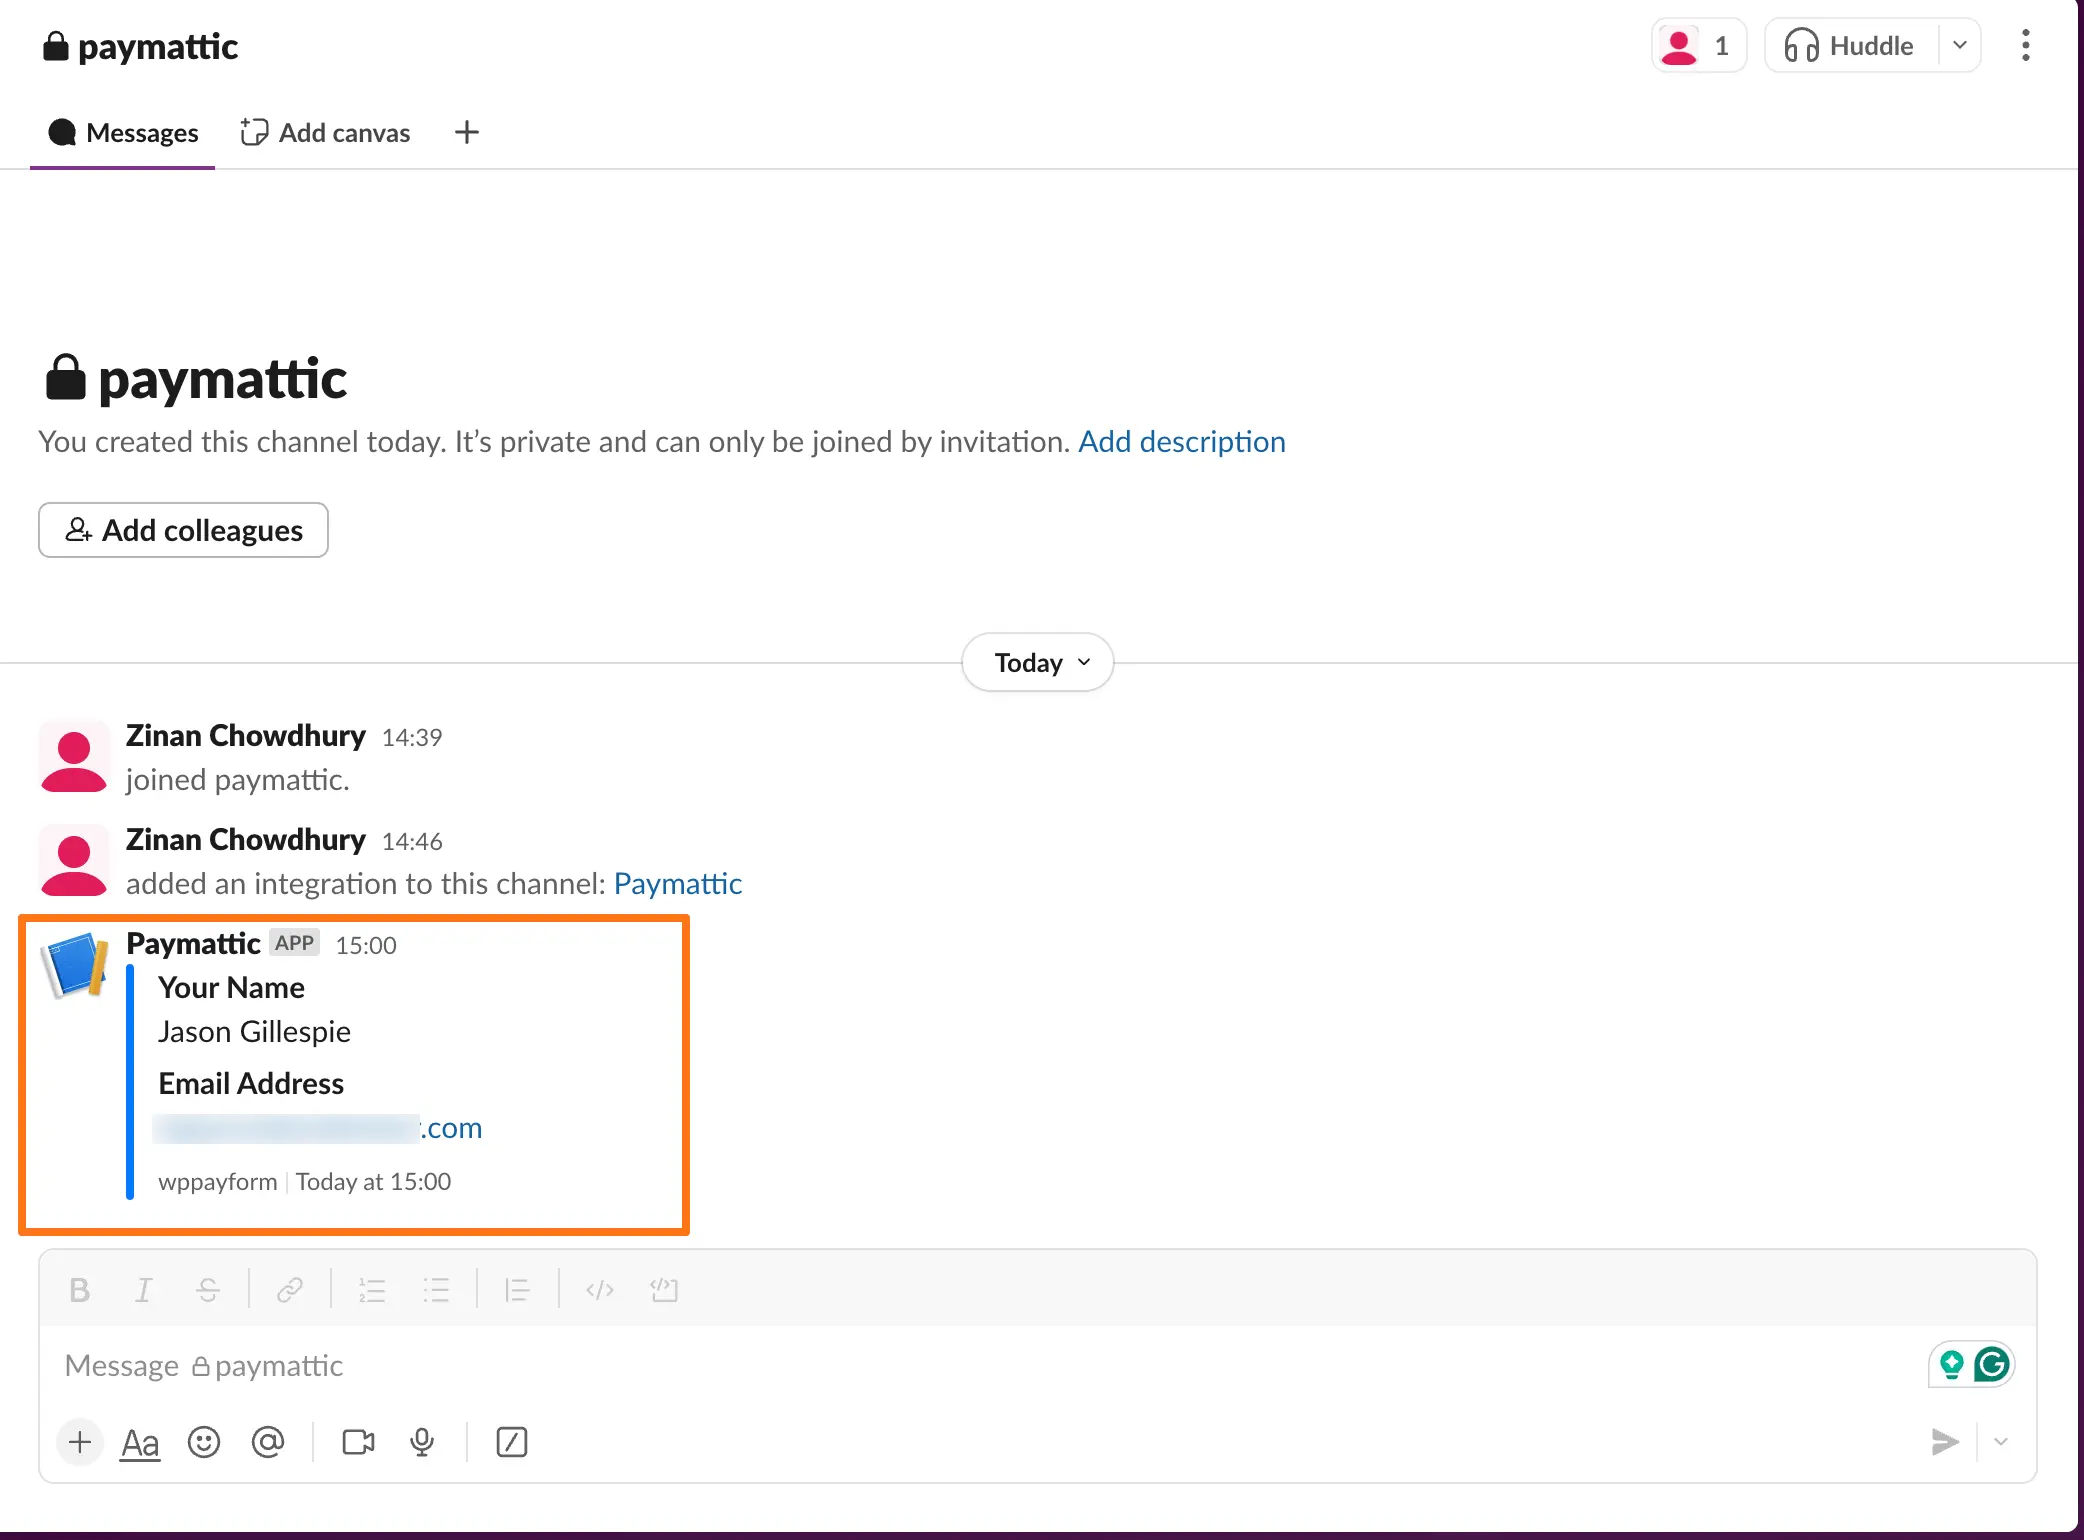 paymattic
1
Huddle
Messages
Add canvas
paymattic
You created this channel today. It’s private and can only be joined by invitation. Add description
Add colleagues
Today
Zinan Chowdhury 14:39
joined paymattic.
Zinan Chowdhury 14:46
added an integration to this channel: Paymattic
Paymattic APP 15:00
Your Name
Jason Gillespie
Email Address
.com
wppayform | Today at 15:00
Message paymattic
Aa